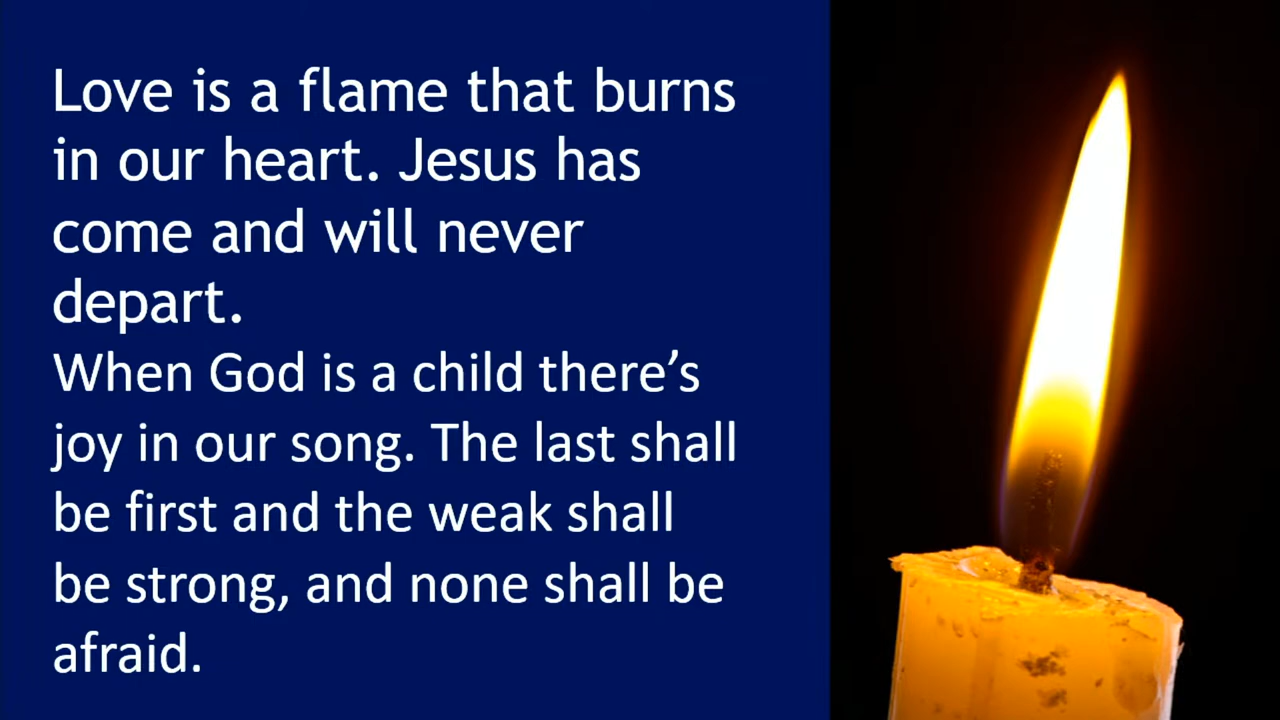 Love is a flame that burns
in our heart. Jesus has
come and will never
depart.
When God is a child there’s
joy in our song. The last shall
be first and the weak shall
be strong, and none shall be
afraid.